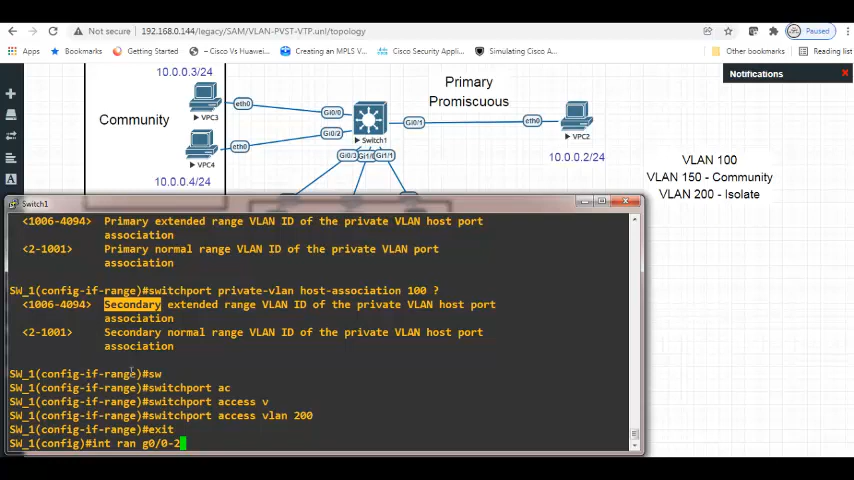 Not secure | 192.168.0.144/legacy/SAM/VLAN-PVST-VTP.unl/topology
Paused
Apps Bookmarks Getting Started – Cisco Vs Huawei... Creating an MPLS V... Cisco Security Appli... Simulating Cisco A... Other bookmarks Reading list
Notifications
10.0.0.3/24
Community
VPC3
eth0
Gi0/0
VPC4
eth0
Gi0/2
10.0.0.4/24
Switch1
Gi0/3 Gi1/0 Gi1/1
Gi0/1
Primary
Promiscuous
eth0
VPC2
10.0.0.2/24
VLAN 100
VLAN 150 - Community
VLAN 200 - Isolate
Switch1
<1006-4094> Primary extended range VLAN ID of the private VLAN host port
association
<2-1001> Primary normal range VLAN ID of the private VLAN port
association
SW_1(config-if-range)#switchport private-vlan host-association 100 ?
<1006-4094> Secondary extended range VLAN ID of the private VLAN host port
association
<2-1001> Secondary normal range VLAN ID of the private VLAN host port
association
SW_1(config-if-range)#sw
SW_1(config-if-range)#switchport ac
SW_1(config-if-range)#switchport access v
SW_1(config-if-range)#switchport access vlan 200
SW_1(config-if-range)#exit
SW_1(config)#int ran g0/0-2